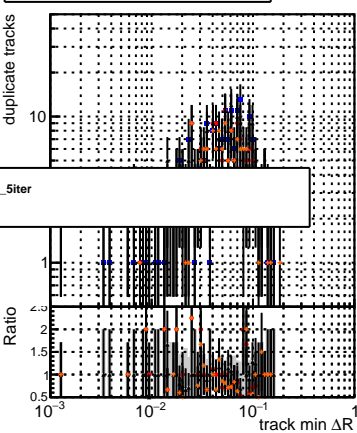 duplicate tracks
10
_5iter
1
Ratio
2.5
2
1.5
1
0.5
10⁻³ 10⁻² 10⁻¹ 1
track min ΔR